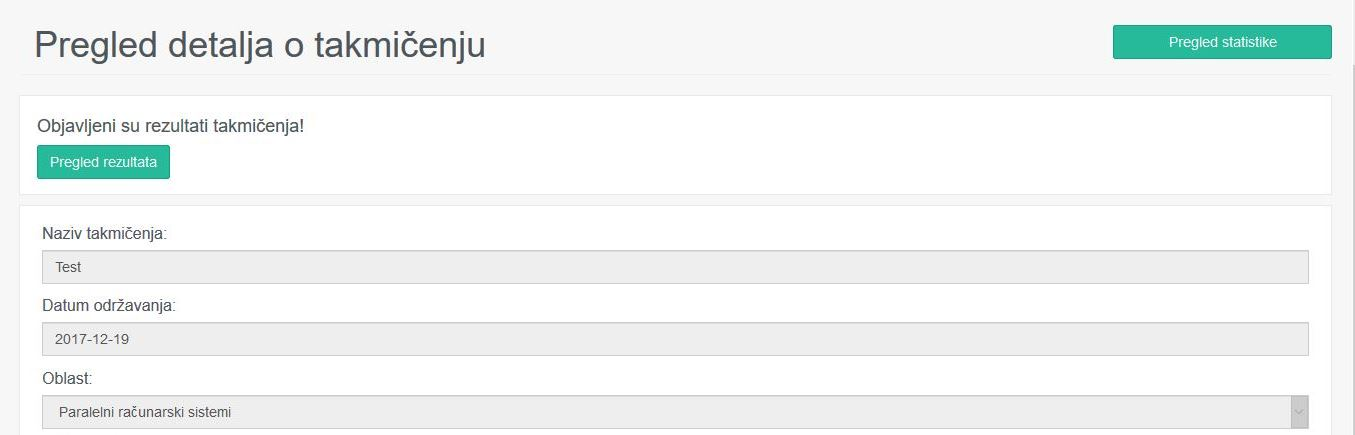 Pregled detalja o takmičenju
Pregled statistike
Objavljeni su rezultati takmičenja!
Pregled rezultata
Naziv takmičenja:
Test
Datum održavanja:
2017-12-19
Oblast:
Paralelni računarski sistemi